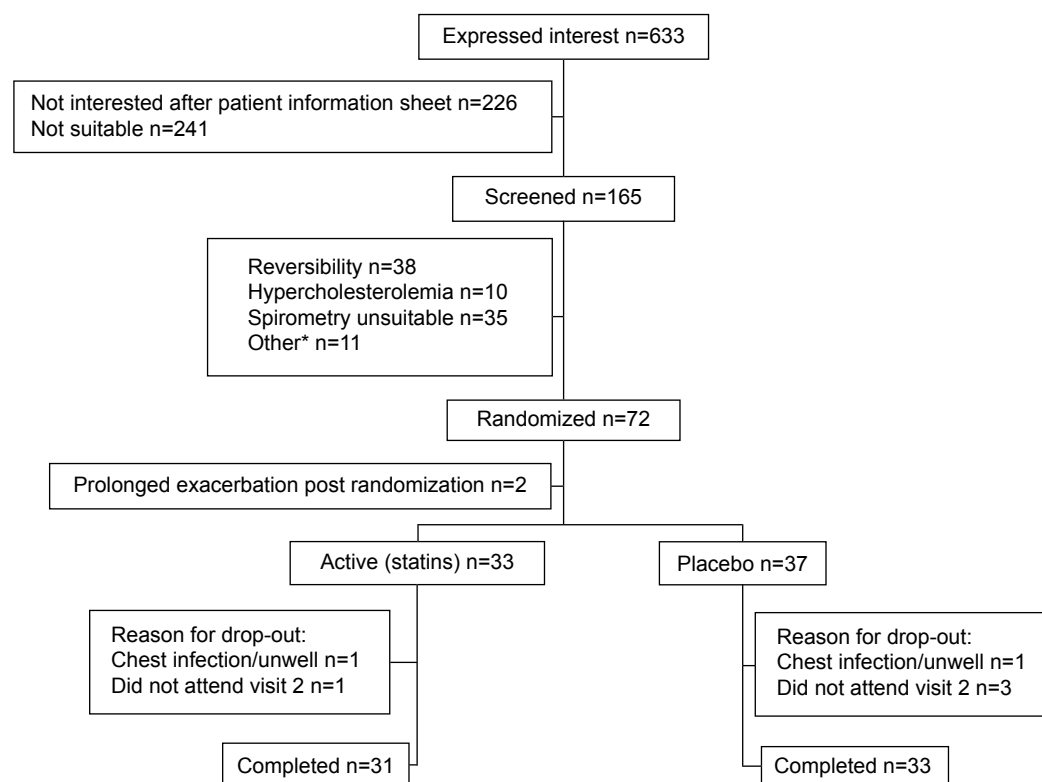 Expressed interest n=633
Not interested after patient information sheet n=226
Not suitable n=241
Screened n=165
Reversibility n=38
Hypercholesterolemia n=10
Spirometry unsuitable n=35
Other* n=11
Randomized n=72
Prolonged exacerbation post randomization n=2
Active (statins) n=33
Placebo n=37
Reason for drop-out:
Chest infection/unwell n=1
Did not attend visit 2 n=1
Reason for drop-out:
Chest infection/unwell n=1
Did not attend visit 2 n=3
Completed n=31
Completed n=33